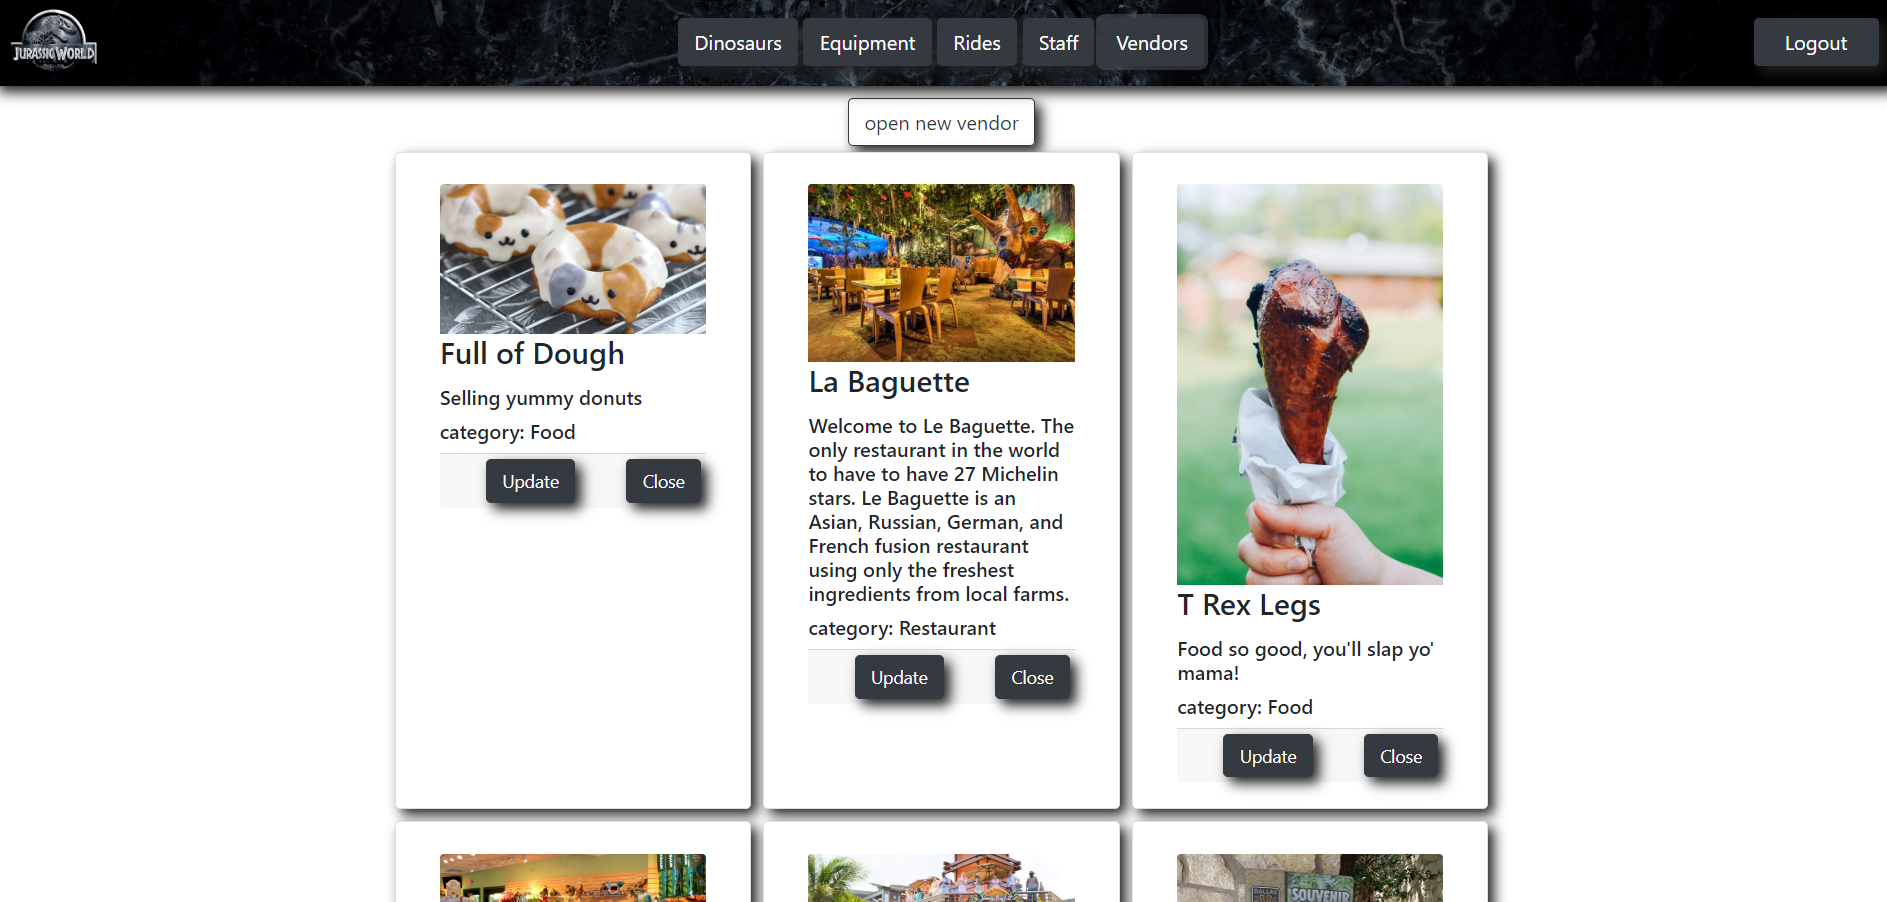 JURASSIC WORLD
Dinosaurs
Equipment
Rides
Staff
Vendors
Logout
open new vendor
Full of Dough
Selling yummy donuts
category: Food
Update
Close
La Baguette
Welcome to Le Baguette. The
only restaurant in the world
to have to have 27 Michelin
stars. Le Baguette is an
Asian, Russian, German, and
French fusion restaurant
using only the freshest
ingredients from local farms.
category: Restaurant
Update
Close
T Rex Legs
Food so good, you'll slap yo'
mama!
category: Food
Update
Close
DALLAS
SOUVENIR